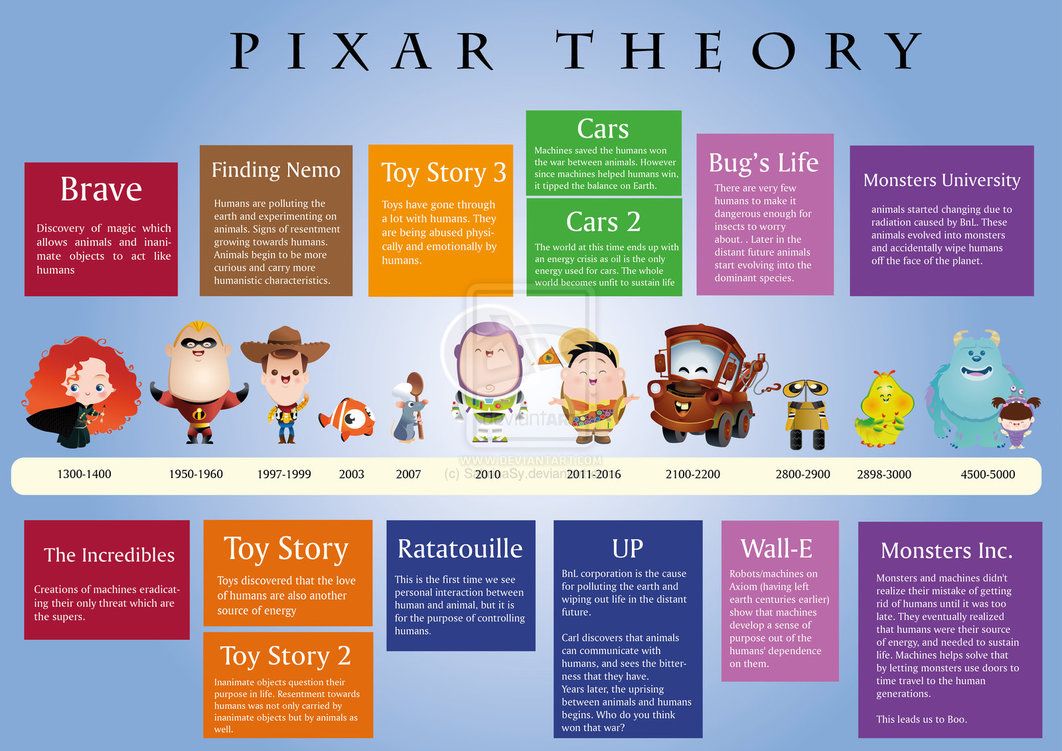 PIXAR THEORY
Brave
Discovery of magic which
allows animals and inani-
mate objects to act like
humans
Finding Nemo
Humans are polluting the
earth and experimenting on
animals. Signs of resentment
growing towards humans.
Animals begin to be more
curious and carry more
humanistic characteristics.
Toy Story 3
Toys have gone through
a lot with humans. They
are being abused physi-
cally and emotionally by
humans.
Cars
Machines saved the humans won
the war between animals. However
since machines helped humans win,
it tipped the balance on Earth.
Cars 2
The world at this time ends up with
an energy crisis as oil is the only
energy used for cars. The whole
world becomes unfit to sustain life
Bug's Life
There are very few
humans to make it
dangerous enough for
insects to worry
about. . Later in the
distant future animals
start evolving into the
dominant species.
Monsters University
animals started changing due to
radiation caused by BnL. These
animals evolved into monsters
and accidentally wipe humans
off the face of the planet.
deviantART
WWW.DEVIANTART.COM
1300-1400
1950-1960
1997-1999
2003
2007
2010
2011-2016
2100-2200
2800-2900
2898-3000
4500-5000
The Incredibles
Creations of machines eradicat-
ing their only threat which are
the supers.
Toy Story
Toys discovered that the love
of humans are also another
source of energy
Toy Story 2
Inanimate objects question their
purpose in life. Resentment towards
humans was not only carried by
inanimate objects but by animals as
well.
Ratatouille
This is the first time we see
personal interaction between
human and animal, but it is
for the purpose of controlling
humans.
UP
BnL corporation is the cause
for polluting the earth and
wiping out life in the distant
future.
Carl discovers that animals
can communicate with
humans, and sees the bitter-
ness that they have.
Years later, the uprising
between animals and humans
begins. Who do you think
won that war?
Wall-E
Robots/machines on
Axiom (having left
earth centuries earlier)
show that machines
develop a sense of
purpose out of the
humans' dependence
on them.
Monsters Inc.
Monsters and machines didn't
realize their mistake of getting
rid of humans until it was too
late. They eventually realized
that humans were their source
of energy, and needed to sustain
life. Machines helps solve that
by letting monsters use doors to
time travel to the human
generations.
This leads us to Boo.